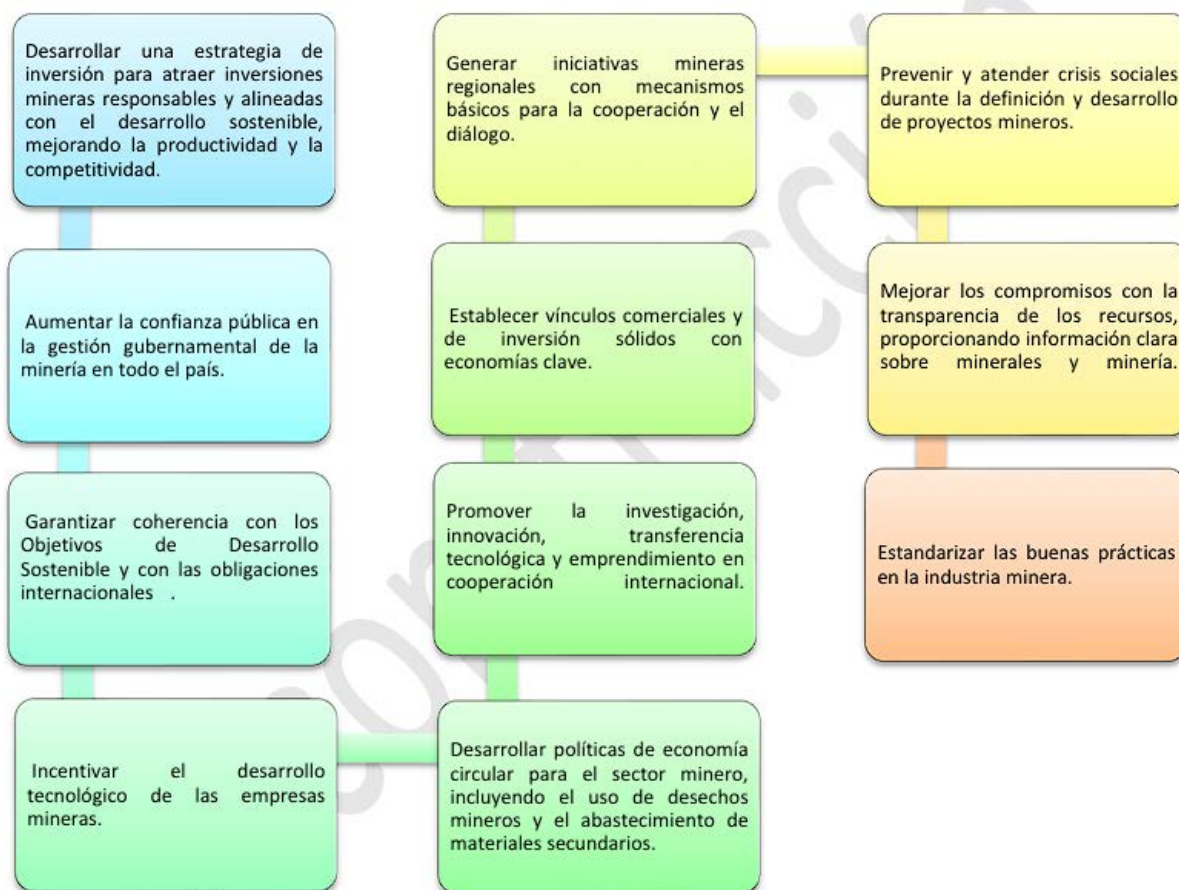 Desarrollar una estrategia de
inversión para atraer inversiones
mineras responsables y alineadas
con el desarrollo sostenible,
mejorando la productividad y la
competitividad.
Aumentar la confianza pública en
la gestión gubernamental de la
minería en todo el país.
Garantizar coherencia con los
Objetivos de Desarrollo
Sostenible y con las obligaciones
internacionales .
Incentivar el desarrollo
tecnológico de las empresas
mineras.
Desarrollar políticas de economía
circular para el sector minero,
incluyendo el uso de desechos
mineros y el abastecimiento de
materiales secundarios.
Promover la investigación,
innovación, transferencia
tecnológica y emprendimiento en
cooperación internacional.
Establecer vínculos comerciales y
de inversión sólidos con
economías clave.
Generar iniciativas mineras
regionales con mecanismos
básicos para la cooperación y el
diálogo.
Prevenir y atender crisis sociales
durante la definición y desarrollo
de proyectos mineros.
Mejorar los compromisos con la
transparencia de los recursos,
proporcionando información clara
sobre minerales y minería.
Estandarizar las buenas prácticas
en la industria minera.